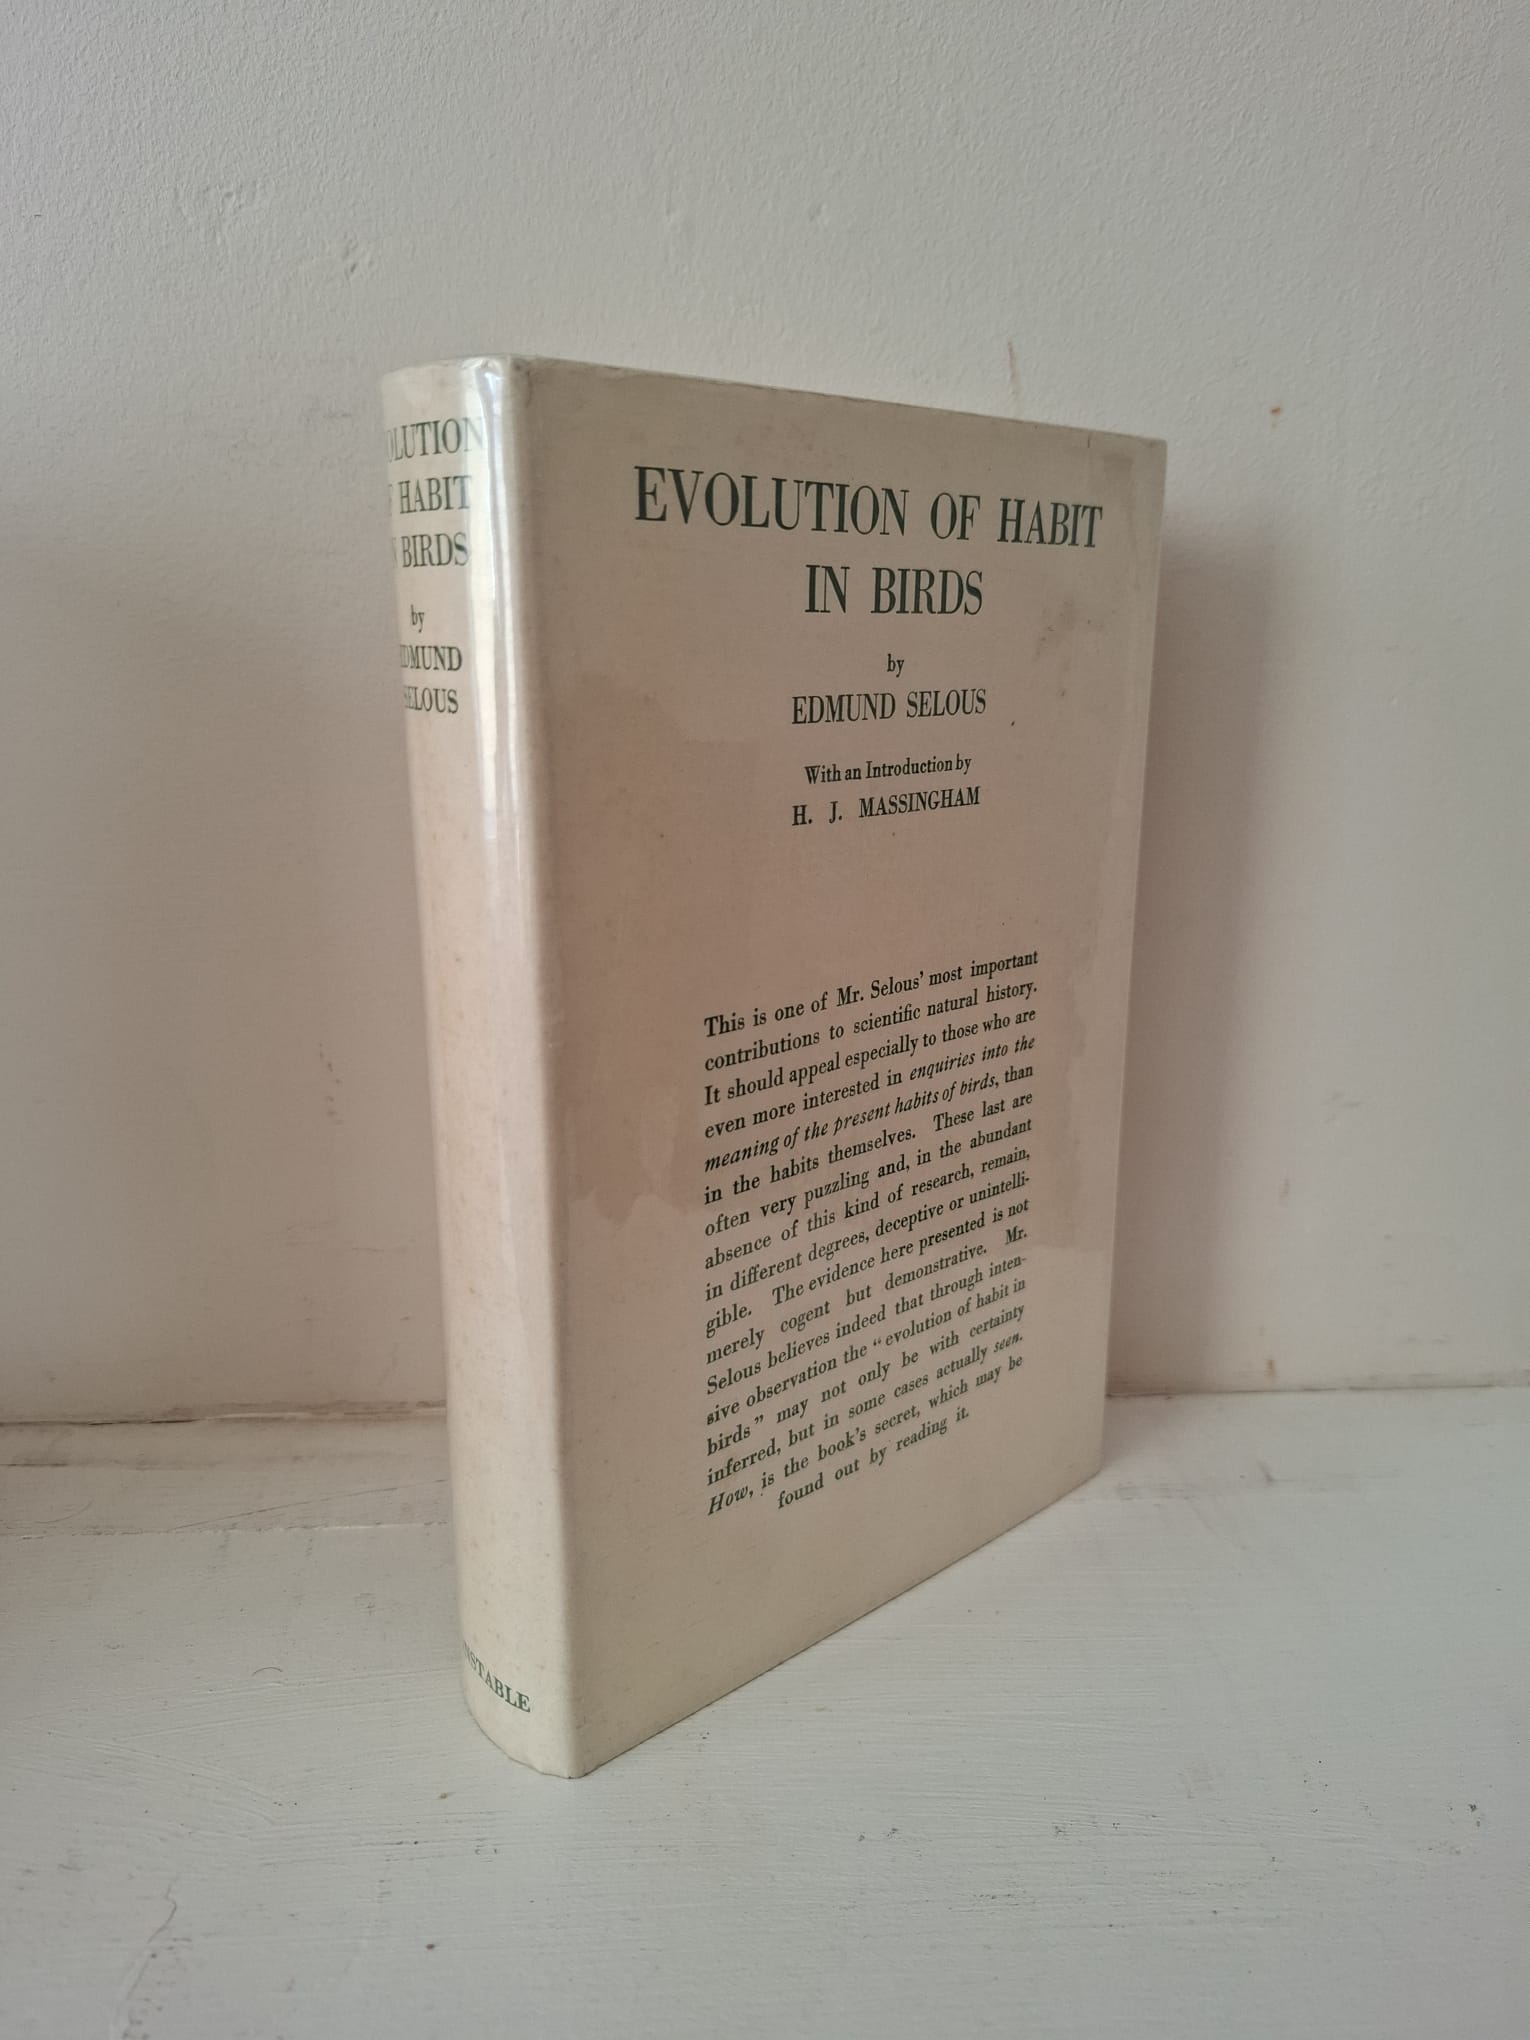 OLUTION
HABIT
BIRDS
by
EDMUND
SELOUS
NSTABLE
EVOLUTION OF HABIT
IN BIRDS
by
EDMUND SELOUS
With an Introduction by
H. J. MASSINGHAM
This is one of Mr. Selous' most important
contributions to scientific natural history.
It should appeal especially to those who are
even more interested in enquiries into the
meaning of the present habits of birds, than
in the habits themselves. These last are
often very puzzling and, in the abundant
absence of this kind of research, remain,
in different degrees, deceptive or unintelli-
gible. The evidence here presented is not
merely cogent but demonstrative. Mr.
Selous believes indeed that through inten-
sive observation the "evolution of habit in
birds" may not only be with certainty
inferred, but in some cases actually seen.
How, is the book's secret, which may be
found out by reading it.